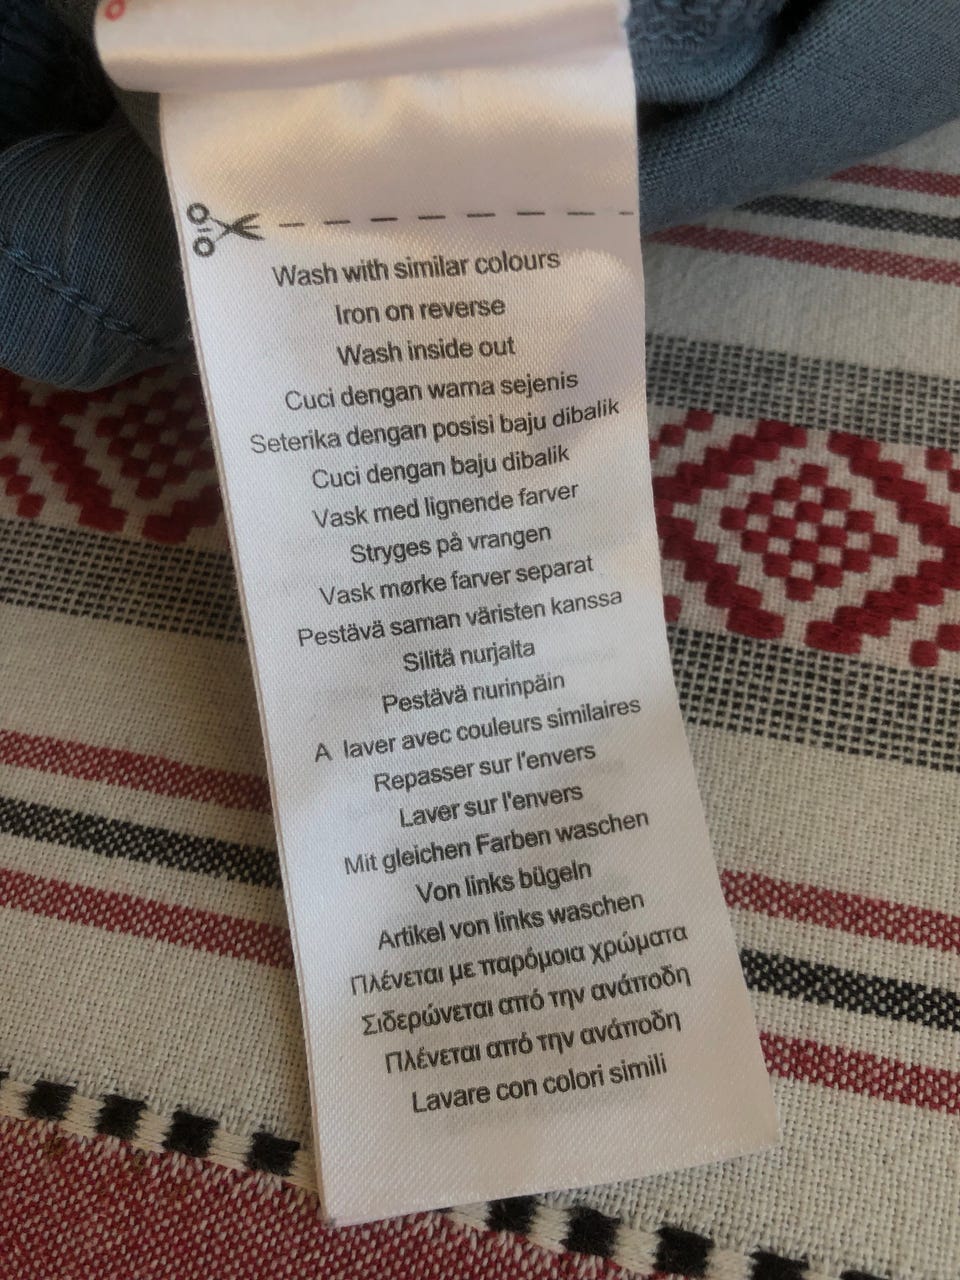 Wash with similar colours
Iron on reverse
Wash inside out
Cuci dengan warna sejenis
Seterika dengan posisi baju dibalik
Cuci dengan baju dibalik
Vask med lignende farver
Stryges på vrangen
Vask mørke farver separat
Pestävä saman väristen kanssa
Silitä nurjalta
Pestävä nurinpäin
A laver avec couleurs similaires
Repasser sur l'envers
Laver sur l'envers
Mit gleichen Farben waschen
Von links bügeln
Artikel von links waschen
Πλένεται με παρόμοια χρώματα
Σιδερώνεται από την ανάποδη
Πλένεται από την ανάποδη
Lavare con colori simili